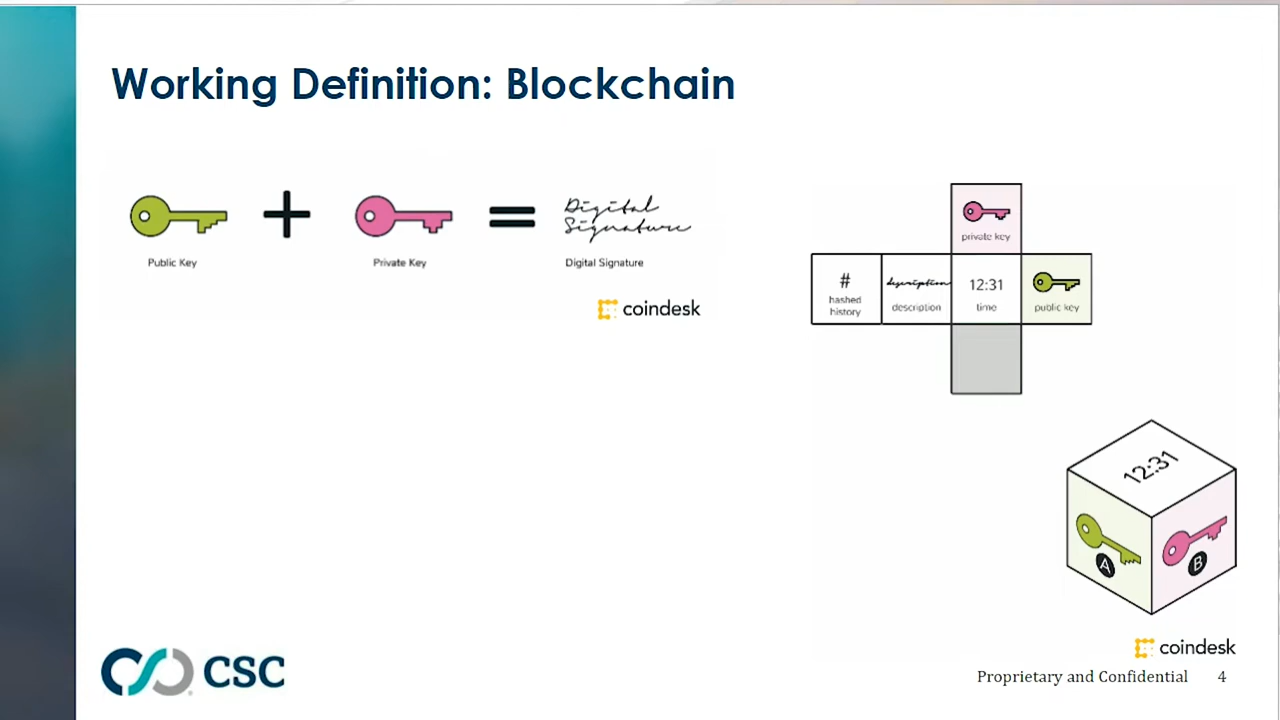 Working Definition: Blockchain
Digital
Signature
Public Key
Private Key
Digital Signature
coindesk
private key
#
hashed
history
description
description
12:31
time
public key
12:31
A
B
coindesk
CSC
Proprietary and Confidential 4